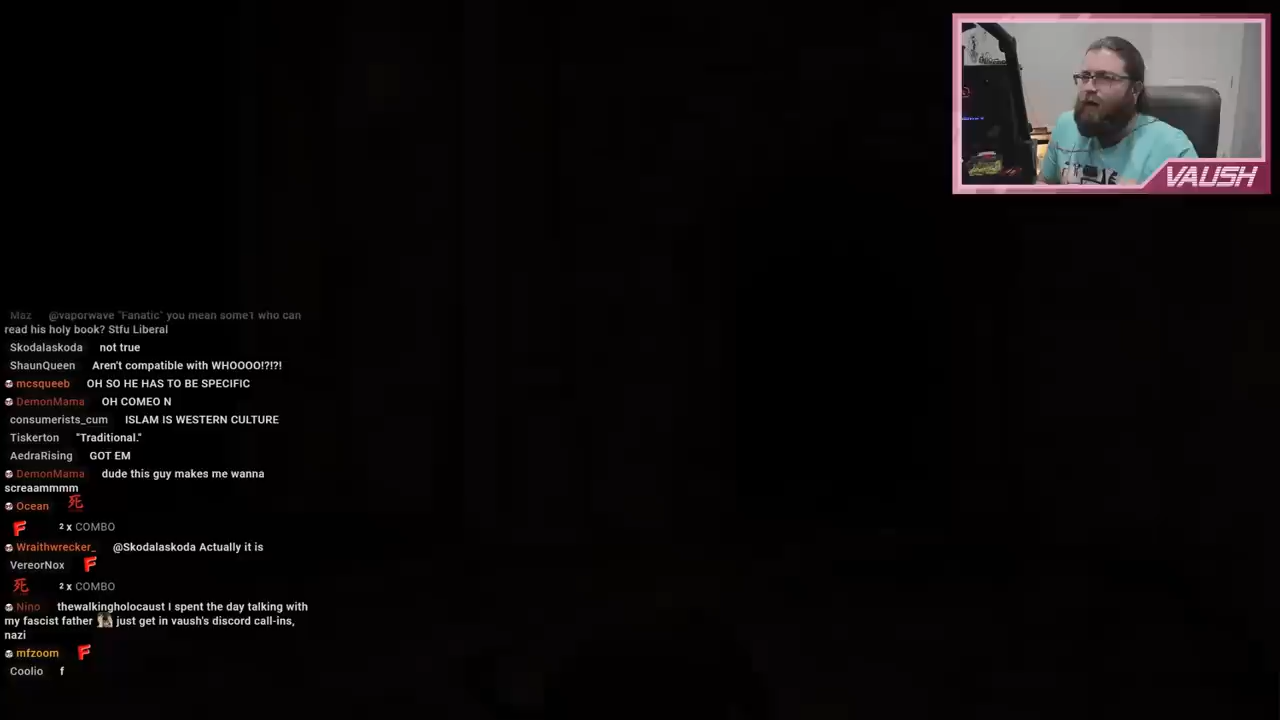 VAUSH
Maz @vaporwave "Fanatic" you mean some1 who can
read his holy book? Stfu Liberal
Skodalaskoda not true
ShaunQueen Aren't compatible with WHOOOO!?!?!
mcsqueeb OH SO HE HAS TO BE SPECIFIC
DemonMama OH COMEO N
consumerists_cum ISLAM IS WESTERN CULTURE
Tiskerton "Traditional."
AedraRising GOT EM
DemonMama dude this guy makes me wanna
screaammmm
Ocean 死
F 2 x COMBO
Wraithwrecker_ @Skodalaskoda Actually it is
VereorNox F
死 2 x COMBO
Nino thewalkingholocaust I spent the day talking with
my fascist father just get in vaush's discord call-ins,
nazi
mfzoom F
Coolio f